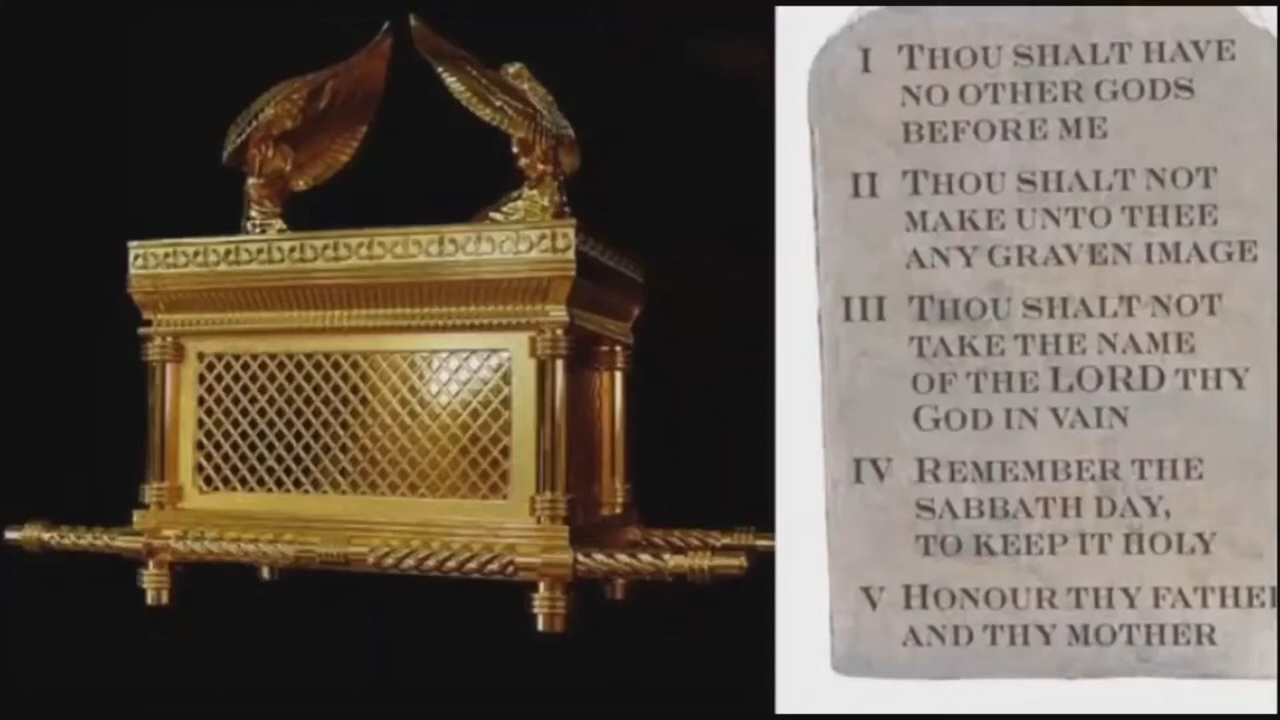 I THOU SHALT HAVE
NO OTHER GODS
BEFORE ME
II THOU SHALT NOT
MAKE UNTO THEE
ANY GRAVEN IMAGE
III THOU SHALT NOT
TAKE THE NAME
OF THE LORD THY
GOD IN VAIN
IV REMEMBER THE
SABBATH DAY,
TO KEEP IT HOLY
V HONOUR THY FATHE
AND THY MOTHER